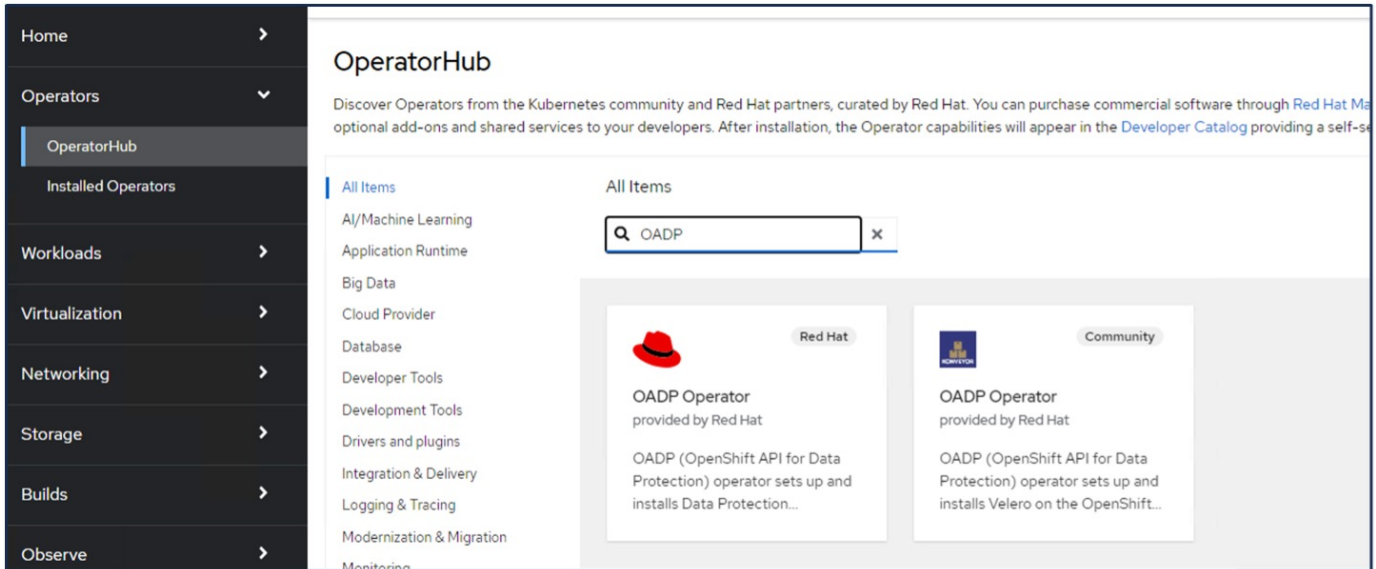 Home
Operators
OperatorHub
Installed Operators
Workloads
Virtualization
Networking
Storage
Builds
Observe
OperatorHub
Discover Operators from the Kubernetes community and Red Hat partners, curated by Red Hat. You can purchase commercial software through Red Hat Ma
optional add-ons and shared services to your developers. After installation, the Operator capabilities will appear in the Developer Catalog providing a self-se
All Items
AI/Machine Learning
Application Runtime
Big Data
Cloud Provider
Database
Developer Tools
Development Tools
Drivers and plugins
Integration & Delivery
Logging & Tracing
Modernization & Migration
Monitoring
All Items
OADP
Red Hat
OADP Operator
provided by Red Hat
OADP (OpenShift API for Data
Protection) operator sets up and
installs Data Protection...
KONVEYOR
Community
OADP Operator
provided by Red Hat
OADP (OpenShift API for Data
Protection) operator sets up and
installs Velero on the OpenShift...